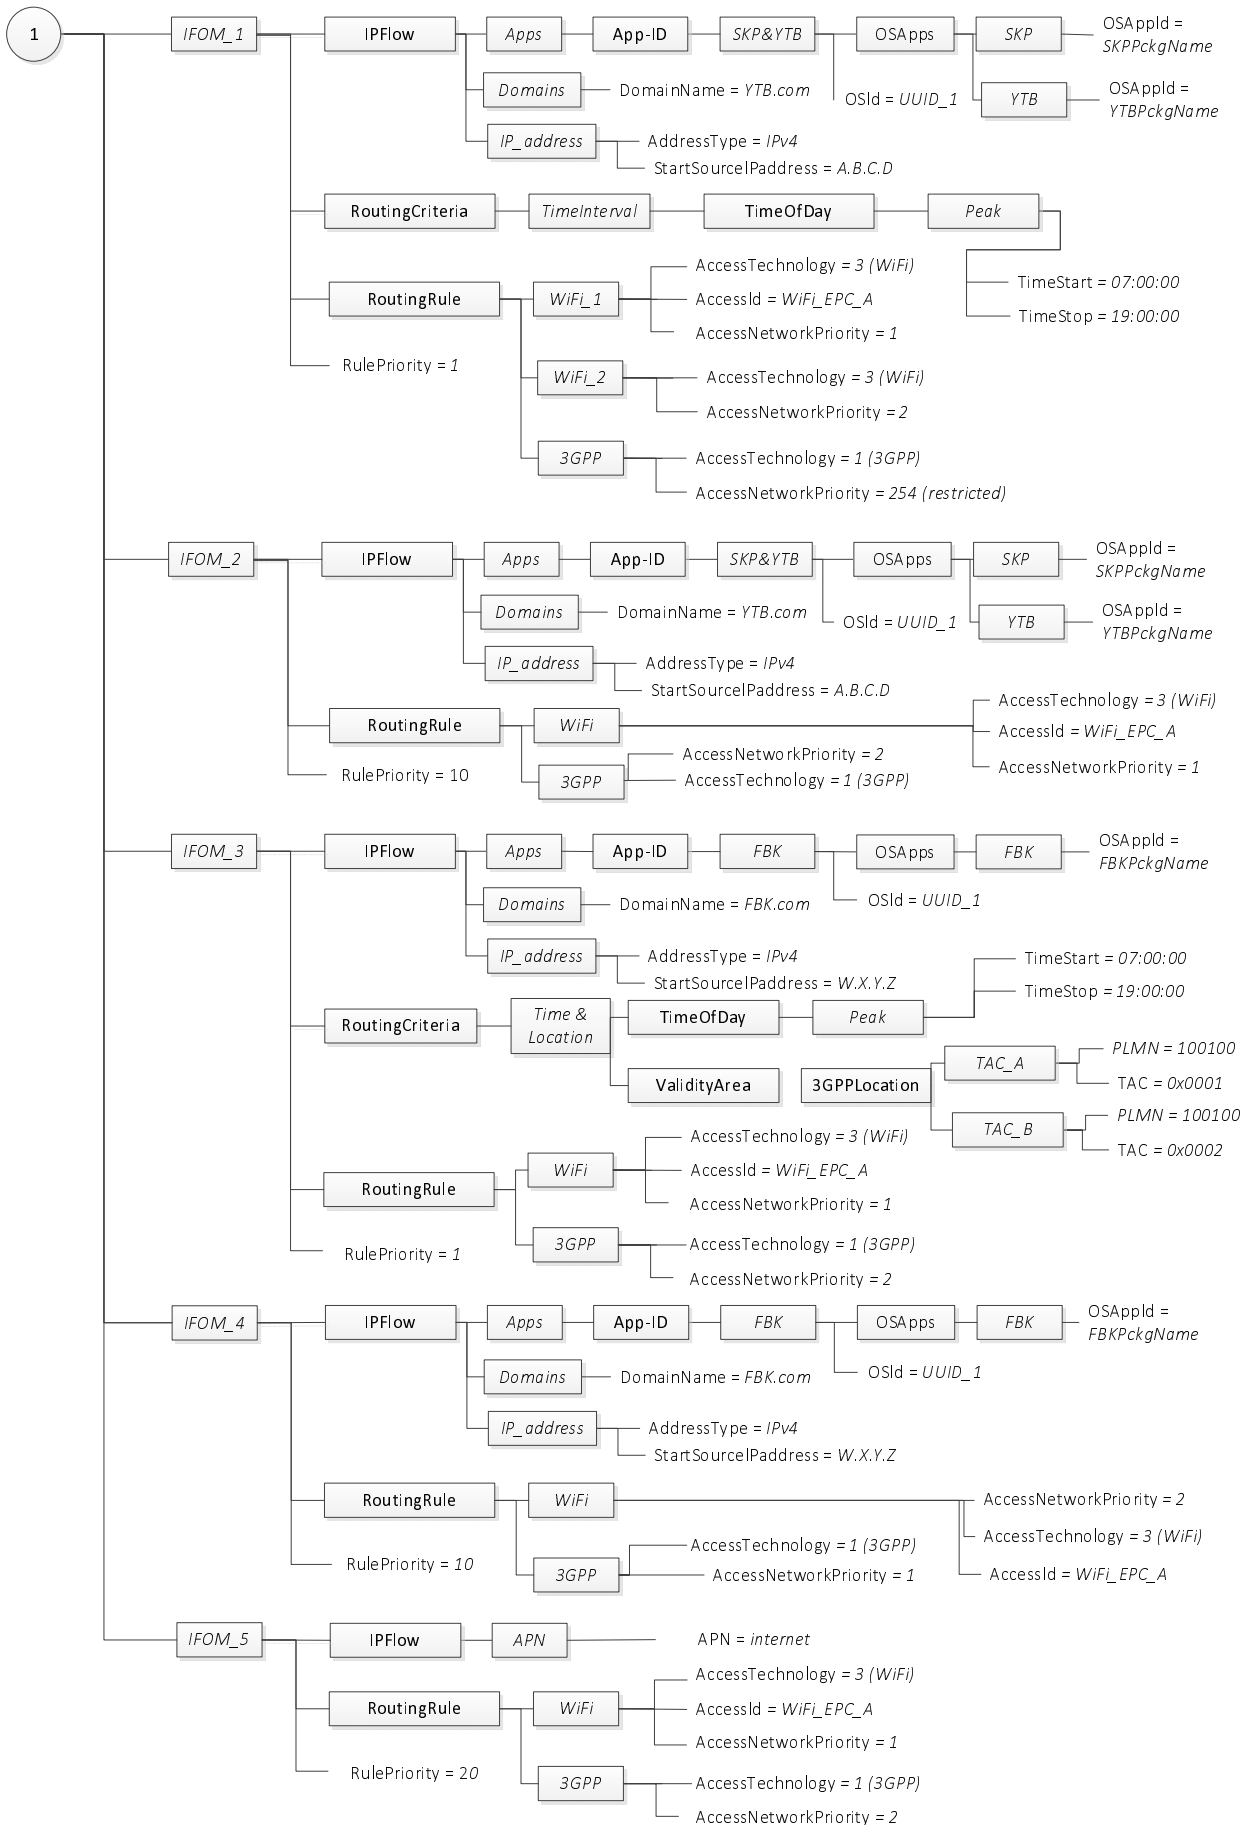 1
IFOM_1
IPFlow
Apps
App-ID
SKP&YTB
OSApps
SKP
OSAppId =
SKPPckgName
Domains
DomainName = YTB.com
OSId = UUID_1
YTB
OSAppId =
YTBPckgName
IP_address
AddressType = IPv4
StartSourceIPaddress = A.B.C.D
RoutingCriteria
TimeInterval
TimeOfDay
Peak
TimeStart = 07:00:00
TimeStop = 19:00:00
RoutingRule
WiFi_1
AccessTechnology = 3 (WiFi)
AccessId = WiFi_EPC_A
AccessNetworkPriority = 1
RulePriority = 1
WiFi_2
AccessTechnology = 3 (WiFi)
AccessNetworkPriority = 2
3GPP
AccessTechnology = 1 (3GPP)
AccessNetworkPriority = 254 (restricted)
IFOM_2
IPFlow
Apps
App-ID
SKP&YTB
OSApps
SKP
OSAppId =
SKPPckgName
Domains
DomainName = YTB.com
OSId = UUID_1
YTB
OSAppId =
YTBPckgName
IP_address
AddressType = IPv4
StartSourceIPaddress = A.B.C.D
RoutingRule
WiFi
AccessTechnology = 3 (WiFi)
AccessId = WiFi_EPC_A
AccessNetworkPriority = 1
RulePriority = 10
3GPP
AccessNetworkPriority = 2
AccessTechnology = 1 (3GPP)
IFOM_3
IPFlow
Apps
App-ID
FBK
OSApps
FBK
OSAppId =
FBKPckgName
Domains
DomainName = FBK.com
OSId = UUID_1
IP_address
AddressType = IPv4
StartSourceIPaddress = W.X.Y.Z
RoutingCriteria
Time &
Location
TimeOfDay
Peak
TimeStart = 07:00:00
TimeStop = 19:00:00
ValidityArea
3GPPLocation
TAC_A
PLMN = 100100
TAC = 0x0001
TAC_B
PLMN = 100100
TAC = 0x0002
RoutingRule
WiFi
AccessTechnology = 3 (WiFi)
AccessId = WiFi_EPC_A
AccessNetworkPriority = 1
RulePriority = 1
3GPP
AccessTechnology = 1 (3GPP)
AccessNetworkPriority = 2
IFOM_4
IPFlow
Apps
App-ID
FBK
OSApps
FBK
OSAppId =
FBKPckgName
Domains
DomainName = FBK.com
OSId = UUID_1
IP_address
AddressType = IPv4
StartSourceIPaddress = W.X.Y.Z
RoutingRule
WiFi
AccessNetworkPriority = 2
AccessTechnology = 3 (WiFi)
AccessId = WiFi_EPC_A
RulePriority = 10
3GPP
AccessTechnology = 1 (3GPP)
AccessNetworkPriority = 1
IFOM_5
IPFlow
APN
APN = internet
RoutingRule
WiFi
AccessTechnology = 3 (WiFi)
AccessId = WiFi_EPC_A
AccessNetworkPriority = 1
RulePriority = 20
3GPP
AccessTechnology = 1 (3GPP)
AccessNetworkPriority = 2